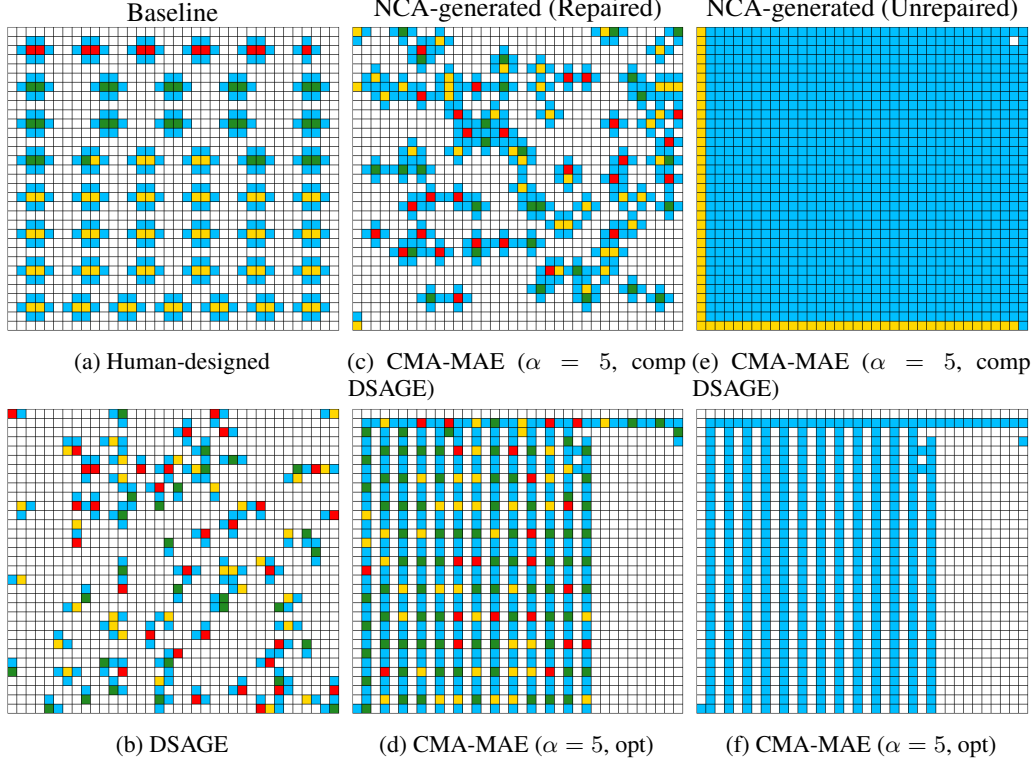 Baseline
NCA-generated (Repaired)
NCA-generated (Unrepaired)
(a) Human-designed
(c) CMA-MAE (α = 5, comp
DSAGE)
(e) CMA-MAE (α = 5, comp
DSAGE)
(b) DSAGE
(d) CMA-MAE (α = 5, opt)
(f) CMA-MAE (α = 5, opt)